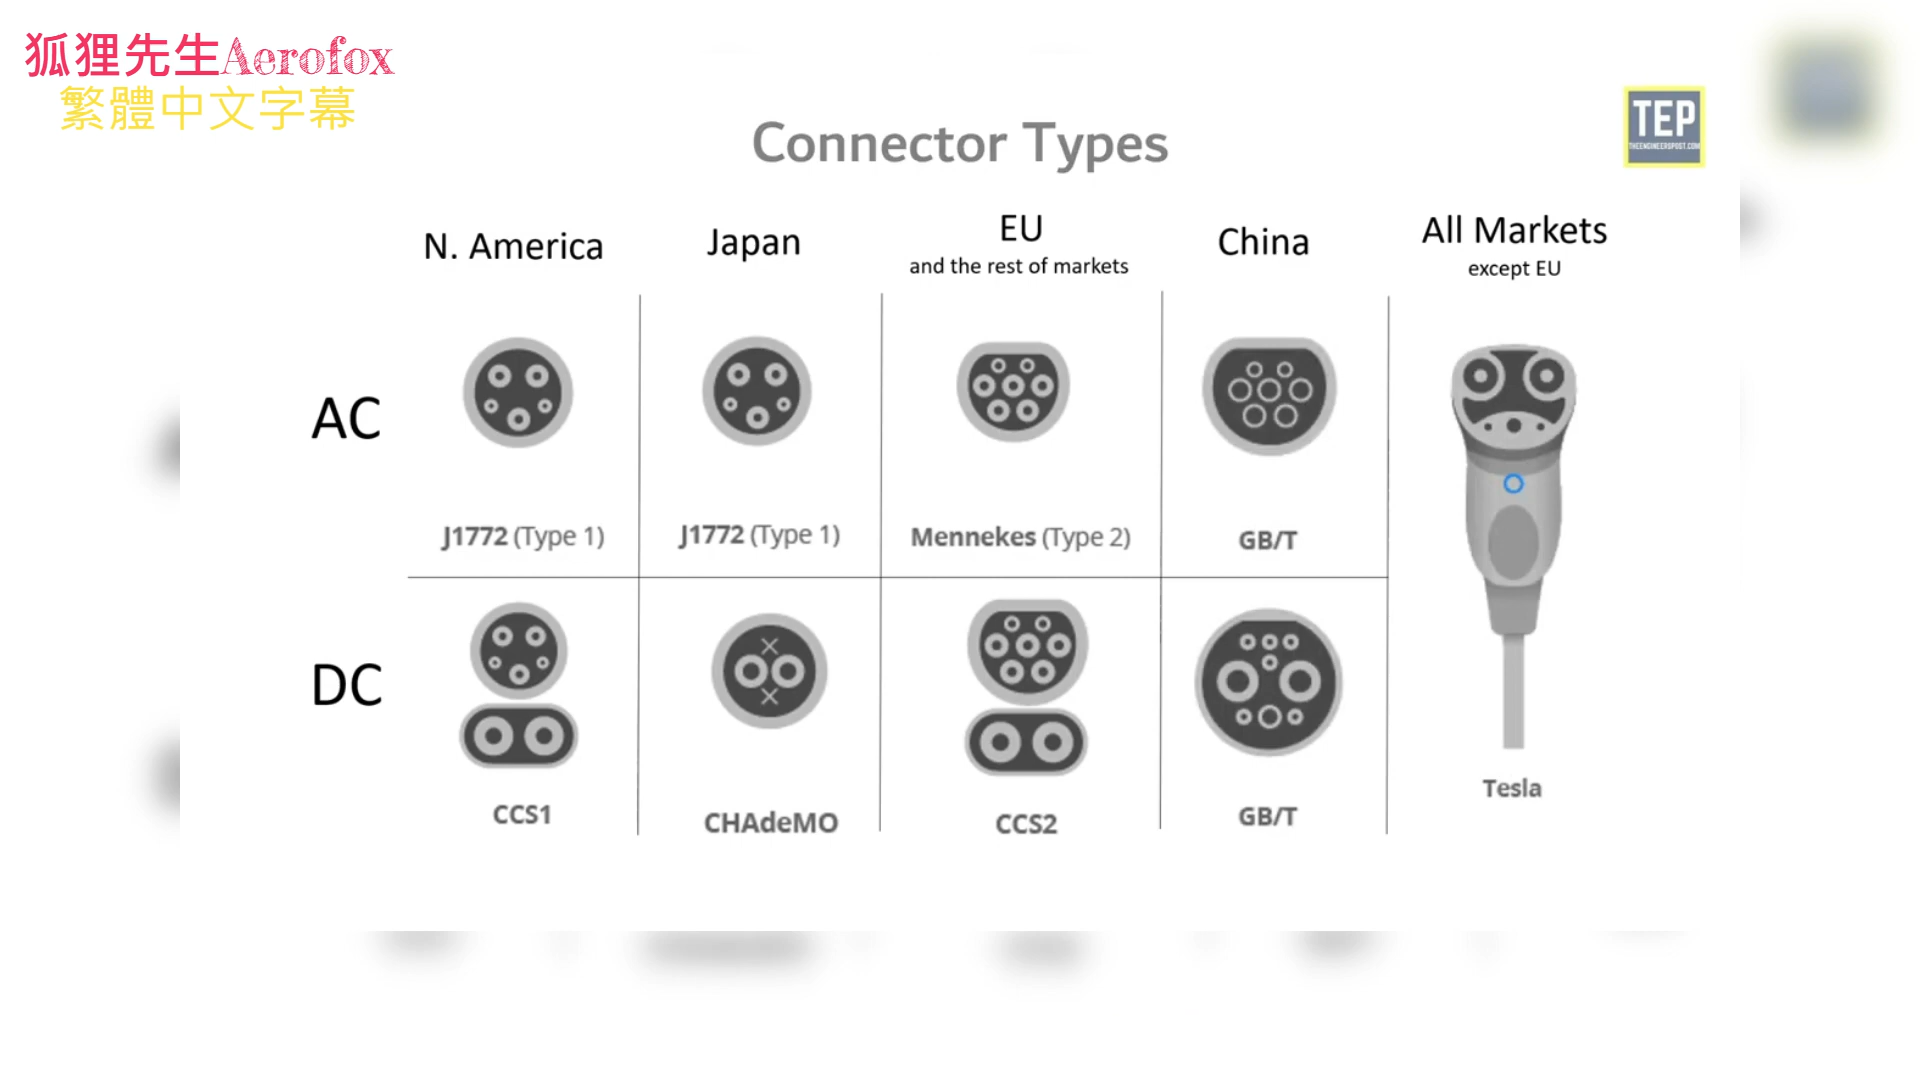 狐狸先生Aerofox
繁體中文字幕
TEP
THEENGINEERSPOST.COM
Connector Types
N. America
Japan
EU
and the rest of markets
China
All Markets
except EU
AC
J1772 (Type 1)
J1772 (Type 1)
Mennekes (Type 2)
GB/T
DC
CCS1
CHAdeMO
CCS2
GB/T
Tesla